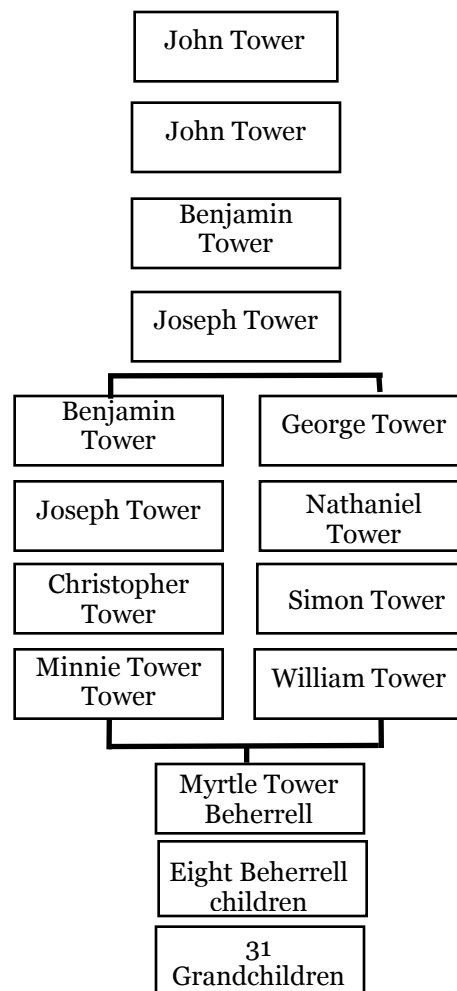 John Tower
John Tower
Benjamin
Tower
Joseph Tower
Benjamin
Tower
George Tower
Joseph Tower
Nathaniel
Tower
Christopher
Tower
Simon Tower
Minnie Tower
Tower
William Tower
Myrtle Tower
Beherrell
Eight Beherrell
children
31
Grandchildren